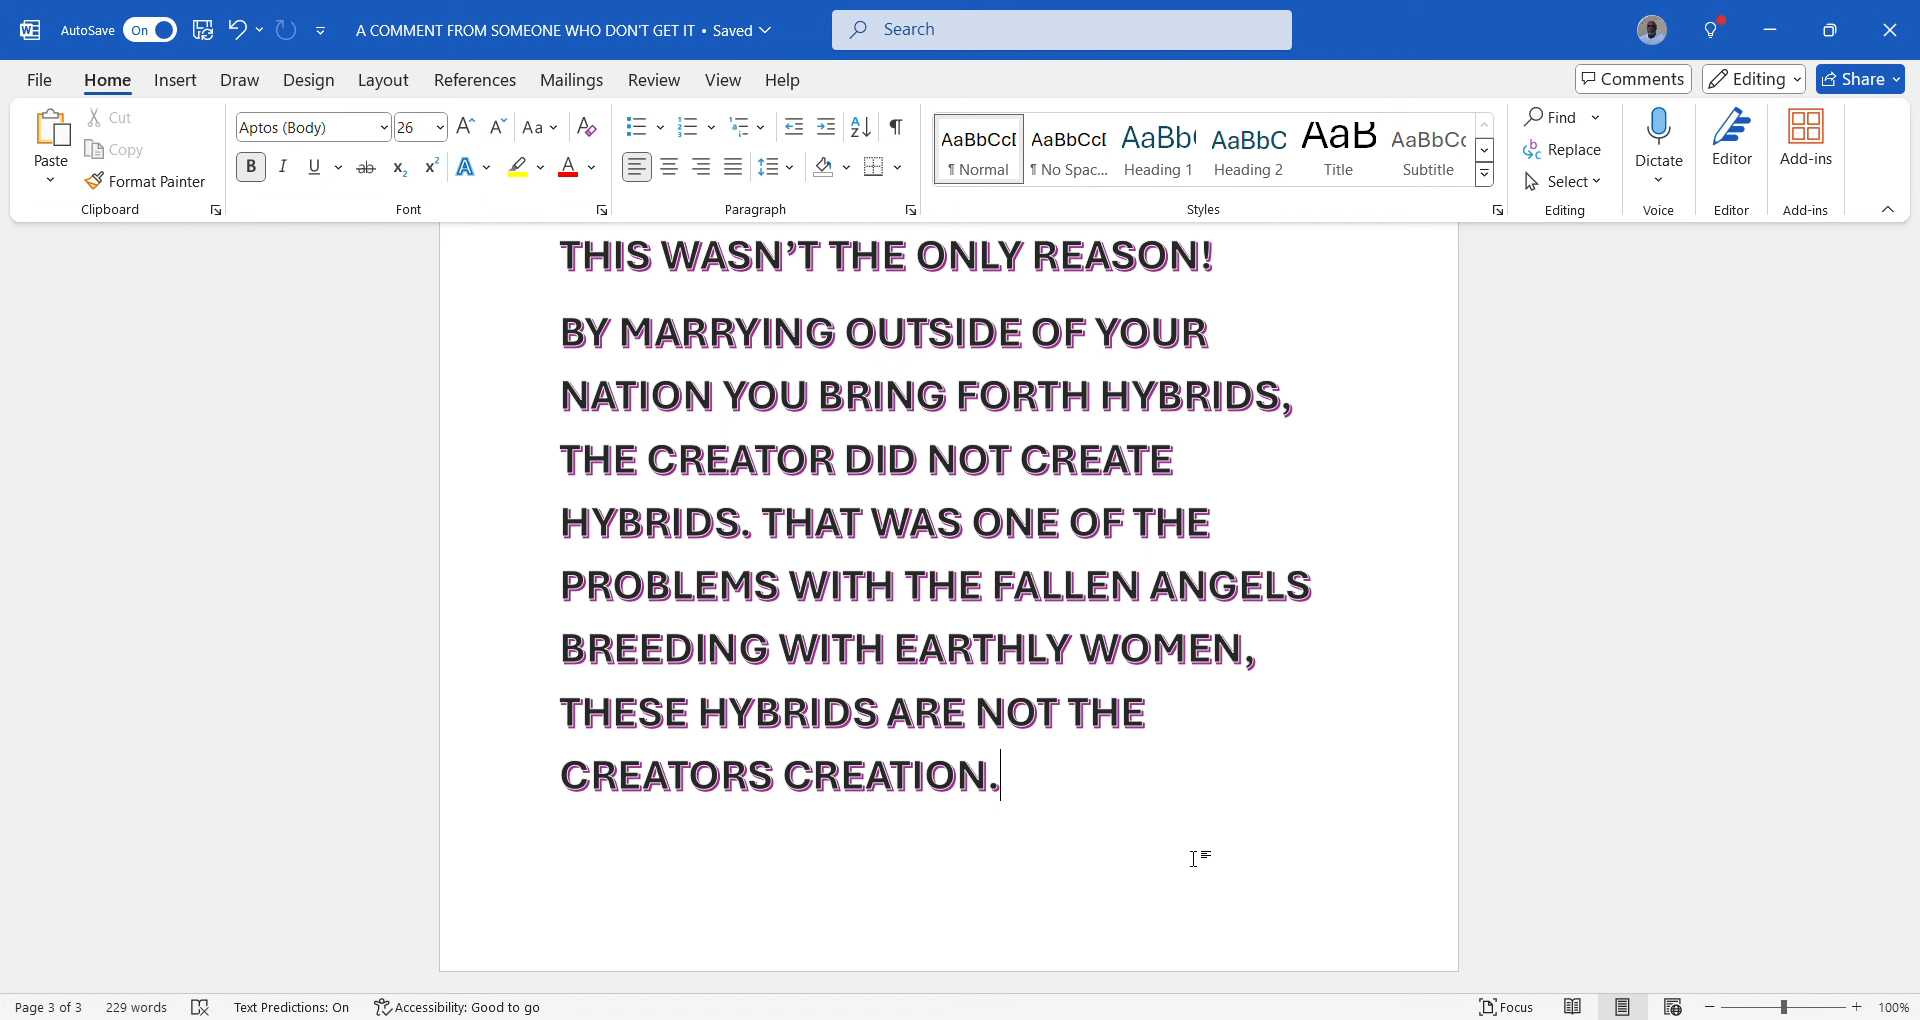 AutoSave On A COMMENT FROM SOMEONE WHO DON'T GET IT • Saved Search
File Home Insert Draw Design Layout References Mailings Review View Help Comments Editing Share
Paste Cut Copy Format Painter Clipboard
Aptos (Body) 26 Aa Font
Paragraph
AaBbCcD ¶ Normal AaBbCcD ¶ No Spac... AaBb Heading 1 AaBbC Heading 2 AaB Title AaBbCc Subtitle Styles
Find Replace Select Editing
Dictate Voice
Editor Editor
Add-ins Add-ins
THIS WASN’T THE ONLY REASON!
BY MARRYING OUTSIDE OF YOUR
NATION YOU BRING FORTH HYBRIDS,
THE CREATOR DID NOT CREATE
HYBRIDS. THAT WAS ONE OF THE
PROBLEMS WITH THE FALLEN ANGELS
BREEDING WITH EARTHLY WOMEN,
THESE HYBRIDS ARE NOT THE
CREATORS CREATION.
Page 3 of 3 229 words Text Predictions: On Accessibility: Good to go Focus 100%